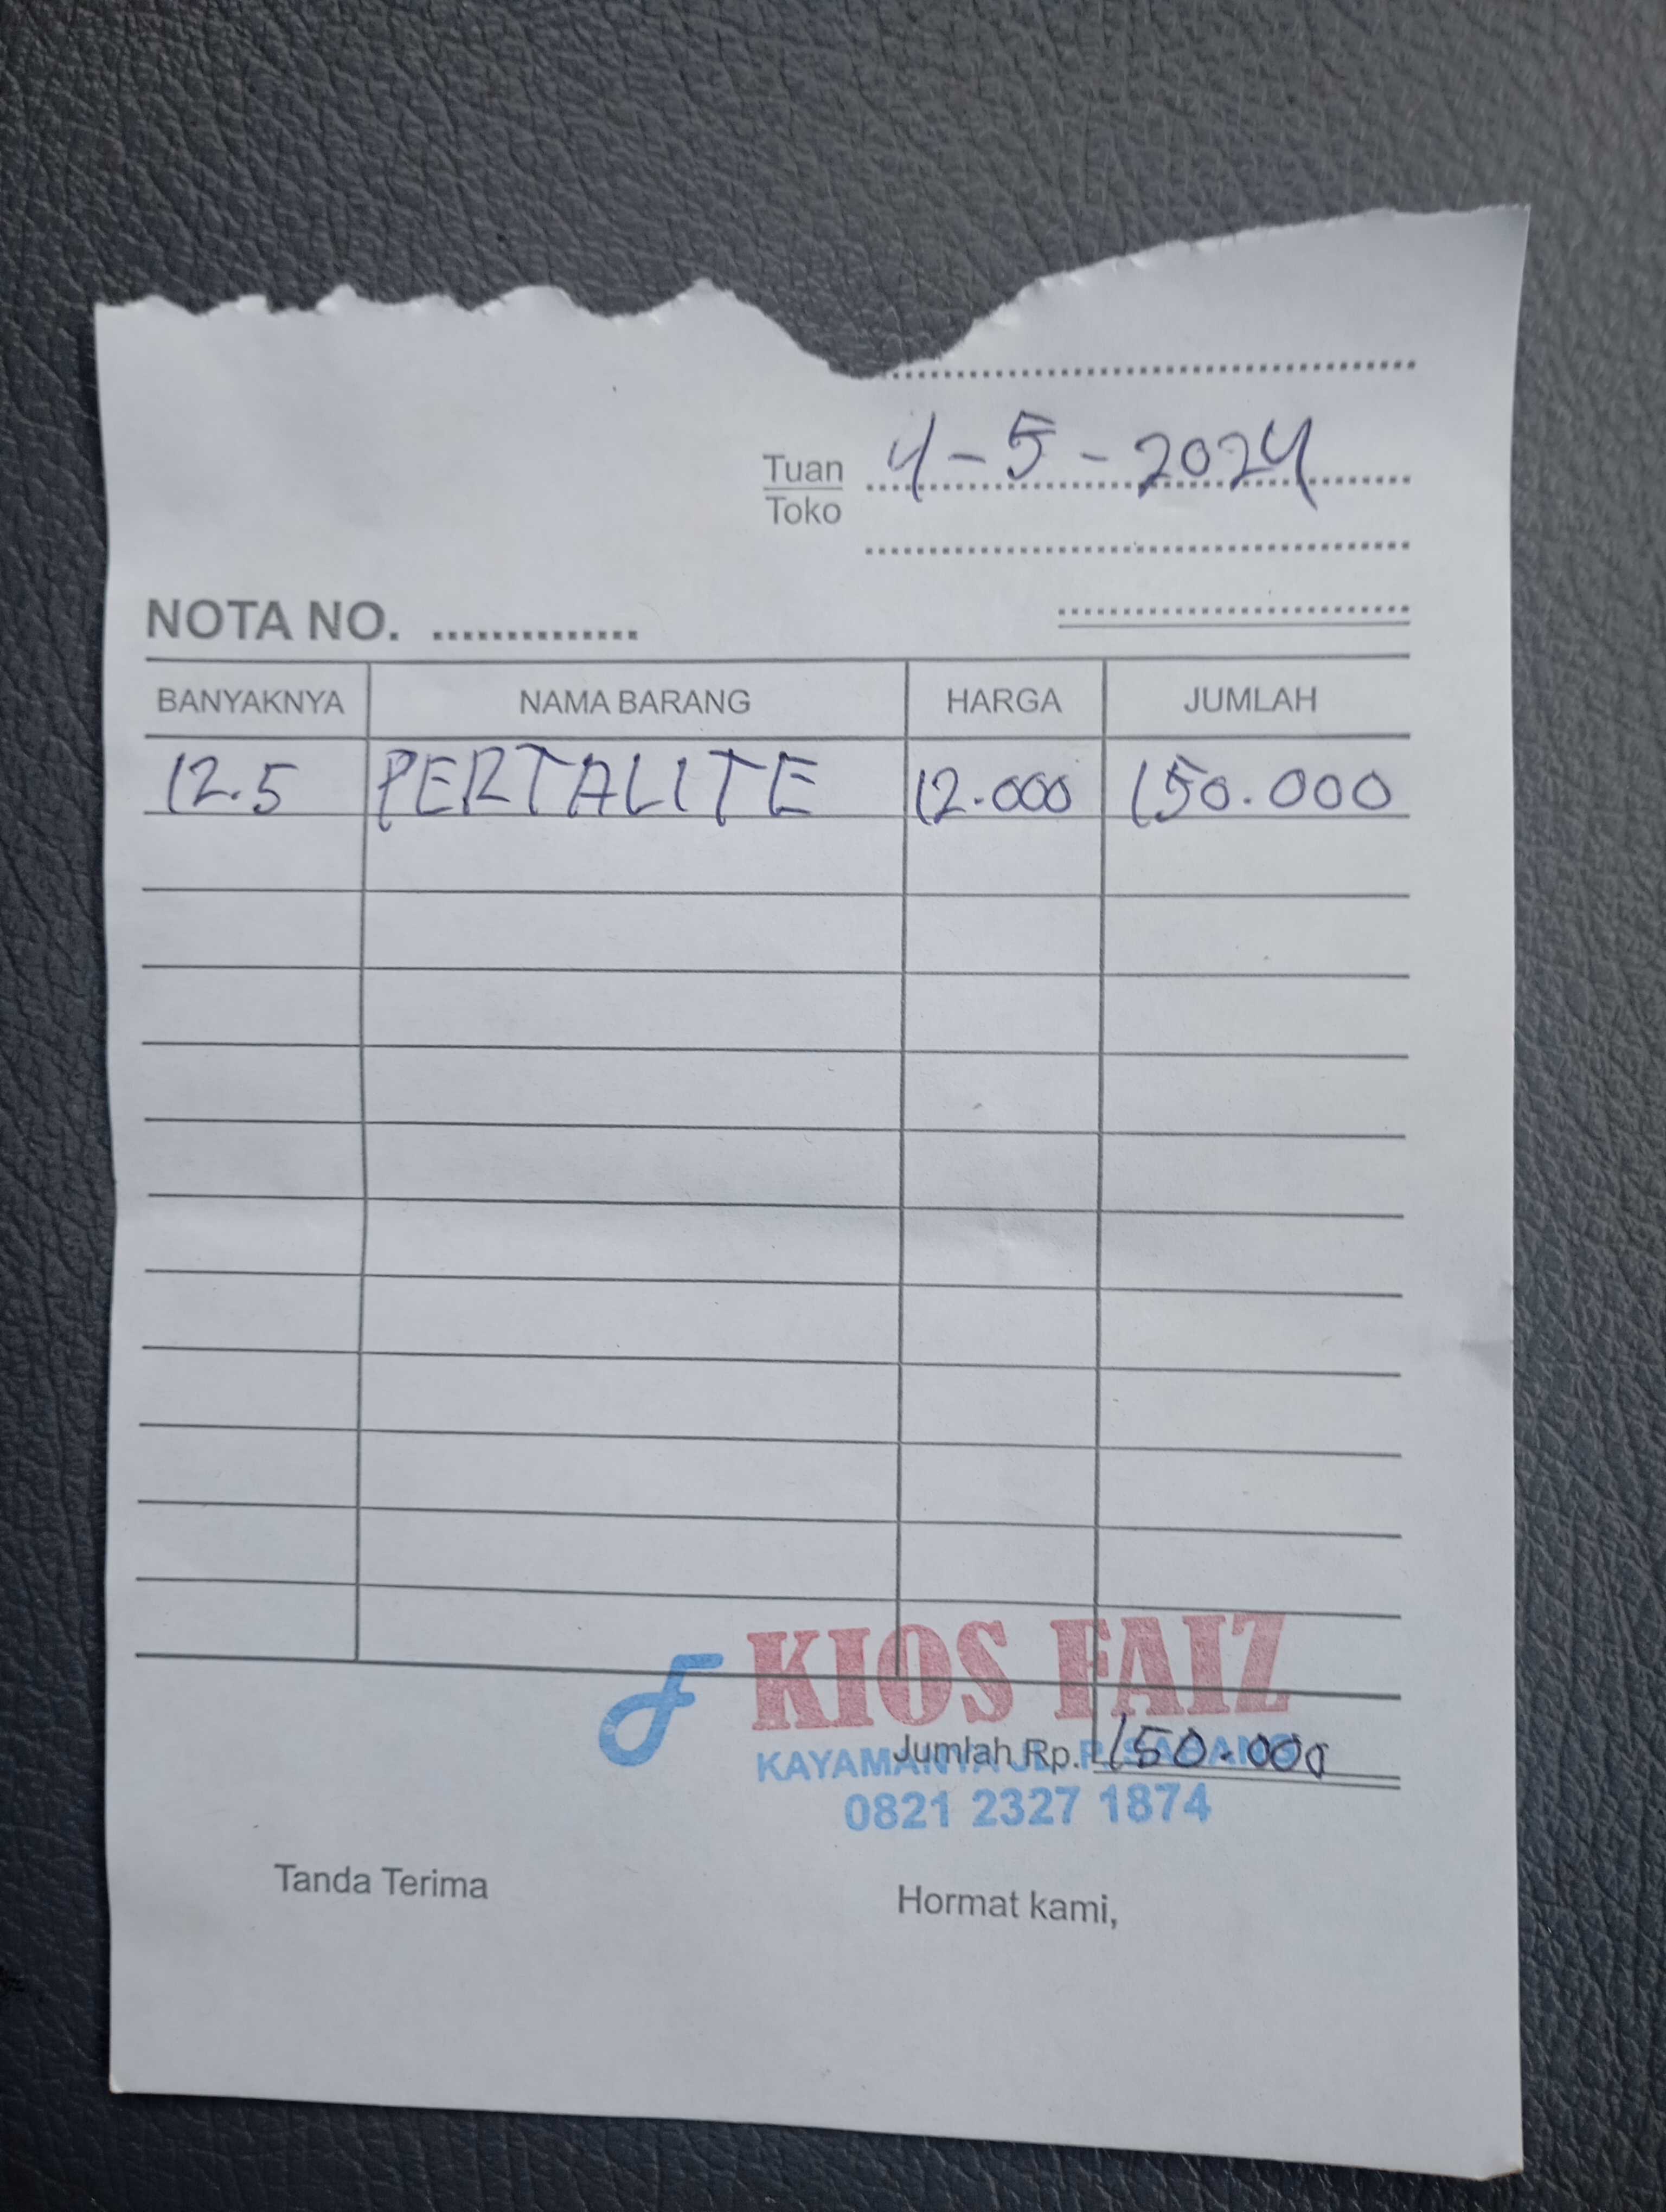 Tuan
Toko
4-5-2024
NOTA NO. ..............
BANYAKNYA NAMA BARANG HARGA JUMLAH
12.5 PERTALITE 12.000 150.000
KIOS FAIZ
Jumlah Rp. 150.000
0821 2327 1874
Tanda Terima Hormat kami,